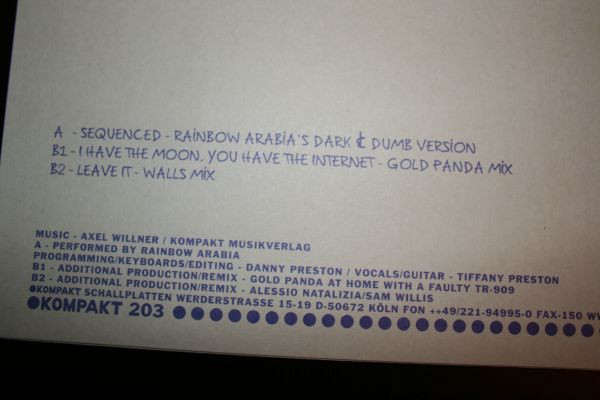 A - SEQUENCED - RAINBOW ARABIA'S DARK & DUMB VERSION
B1 - I HAVE THE MOON, YOU HAVE THE INTERNET - GOLD PANDA MIX
B2 - LEAVE IT - WALLS MIX
MUSIC - AXEL WILLNER / KOMPAKT MUSIKVERLAG
A - PERFORMED BY RAINBOW ARABIA
PROGRAMMING/KEYBOARDS/EDITING - DANNY PRESTON / VOCALS/GUITAR - TIFFANY PRESTON
B1 - ADDITIONAL PRODUCTION/REMIX - GOLD PANDA AT HOME WITH A FAULTY TR-909
B2 - ADDITIONAL PRODUCTION/REMIX - ALESSIO NATALIZIA/SAM WILLIS
KOMPAKT SCHALLPLATTEN WERDERSTRASSE 15-19 D-50672 KÖLN FON ++49/221-94995-0 FAX-150
KOMPAKT 203